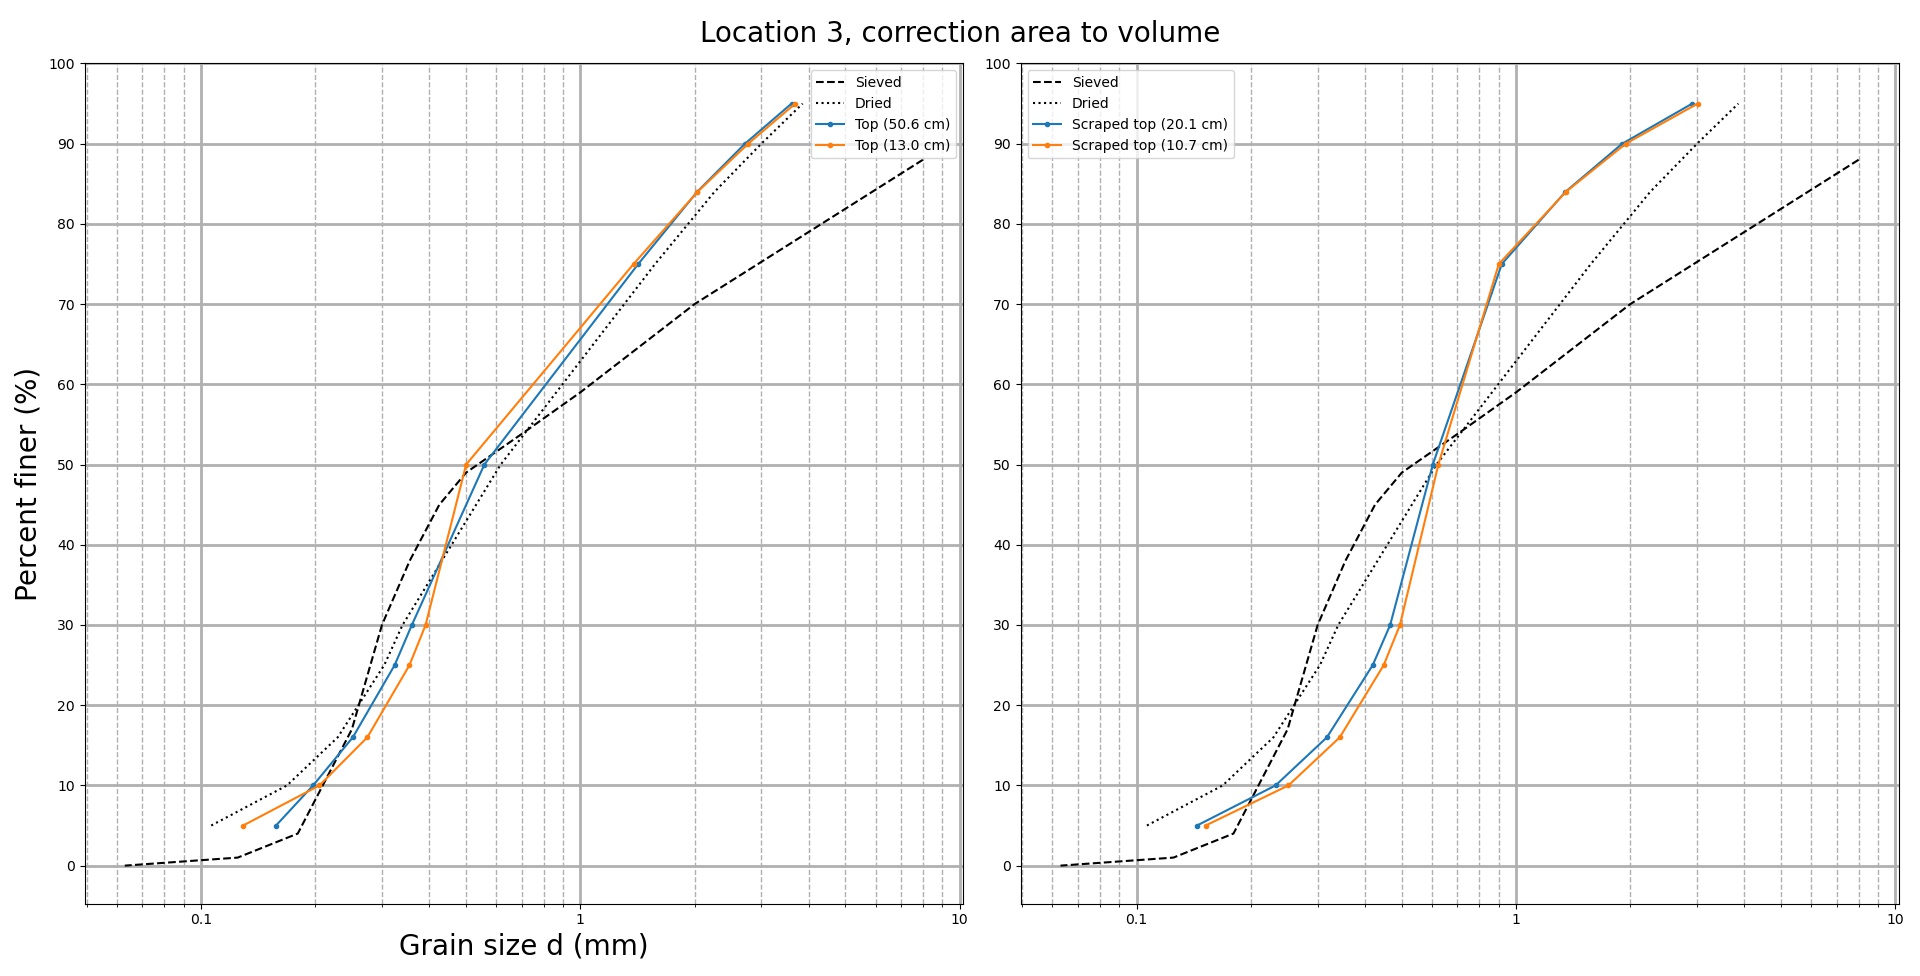 Location 3, correction area to volume
Percent finer (%)
100
90
80
70
60
50
40
30
20
10
0
0.1
1
10
Grain size d (mm)
Sieved
Dried
Top (50.6 cm)
Top (13.0 cm)
100
90
80
70
60
50
40
30
20
10
0
0.1
1
10
Sieved
Dried
Scraped top (20.1 cm)
Scraped top (10.7 cm)